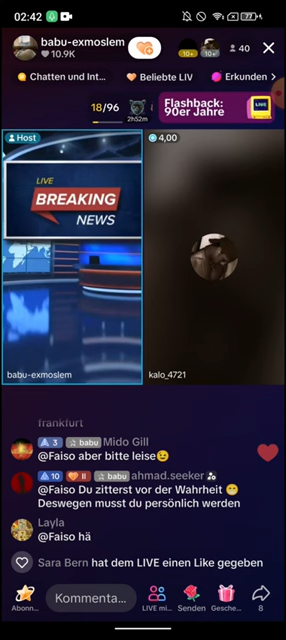 02:42
77
babu-exmoslem
10.9K
10+
10+
40
Chatten und Int...
Beliebte LIV
Erkunden
18/96
2h52m
Flashback:
90er Jahre
LIVE
Host
4,00
LIVE
BREAKING
NEWS
babu-exmoslem
kalo_4721
frankfurt
3 babu Mido Gill
@Faiso aber bitte leise😉
10 II babu ahmad.seeker
@Faiso Du zitterst vor der Wahrheit 😁
Deswegen musst du persönlich werden
Layla
@Faiso hä
Sara Bern hat dem LIVE einen Like gegeben
Kommenta...
Abonn...
LIVE mi...
Senden
Gesche...
8